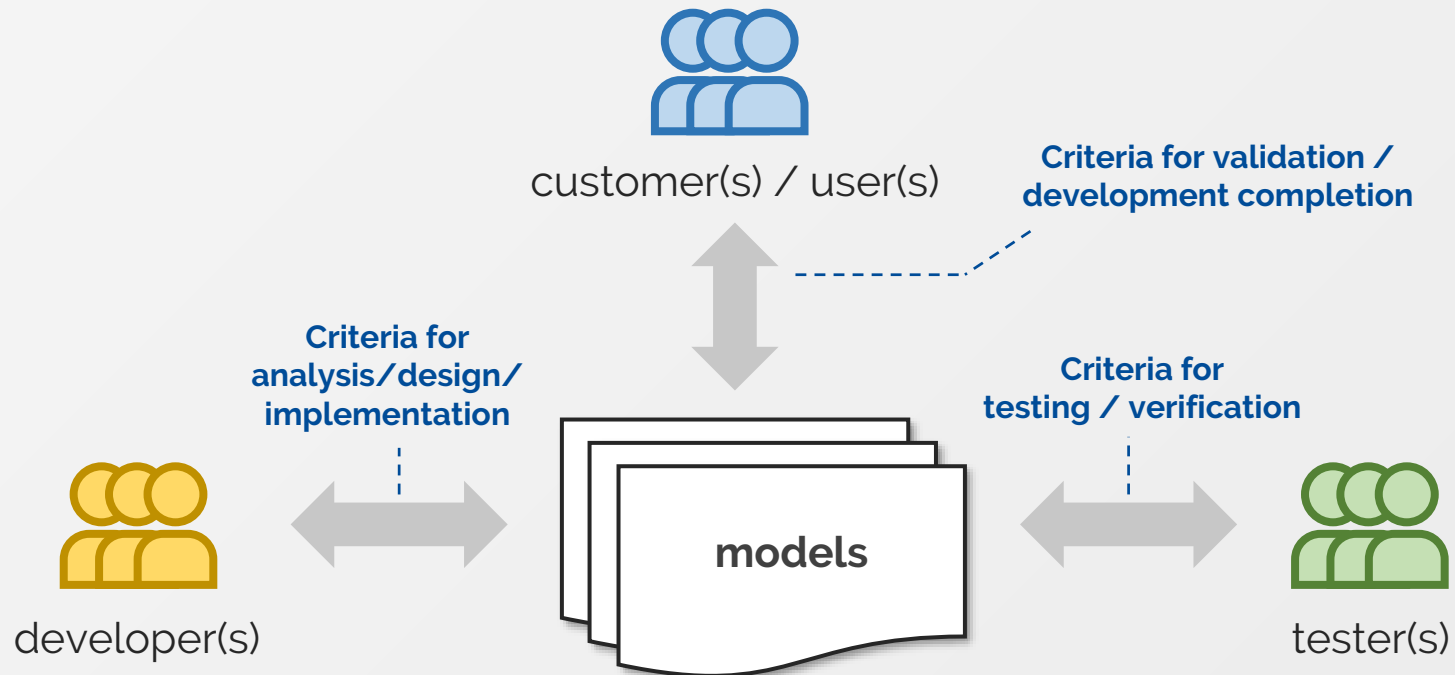 customer(s) / user(s)
Criteria for validation /
development completion
Criteria for
analysis/design/
implementation
Criteria for
testing / verification
models
developer(s)
tester(s)